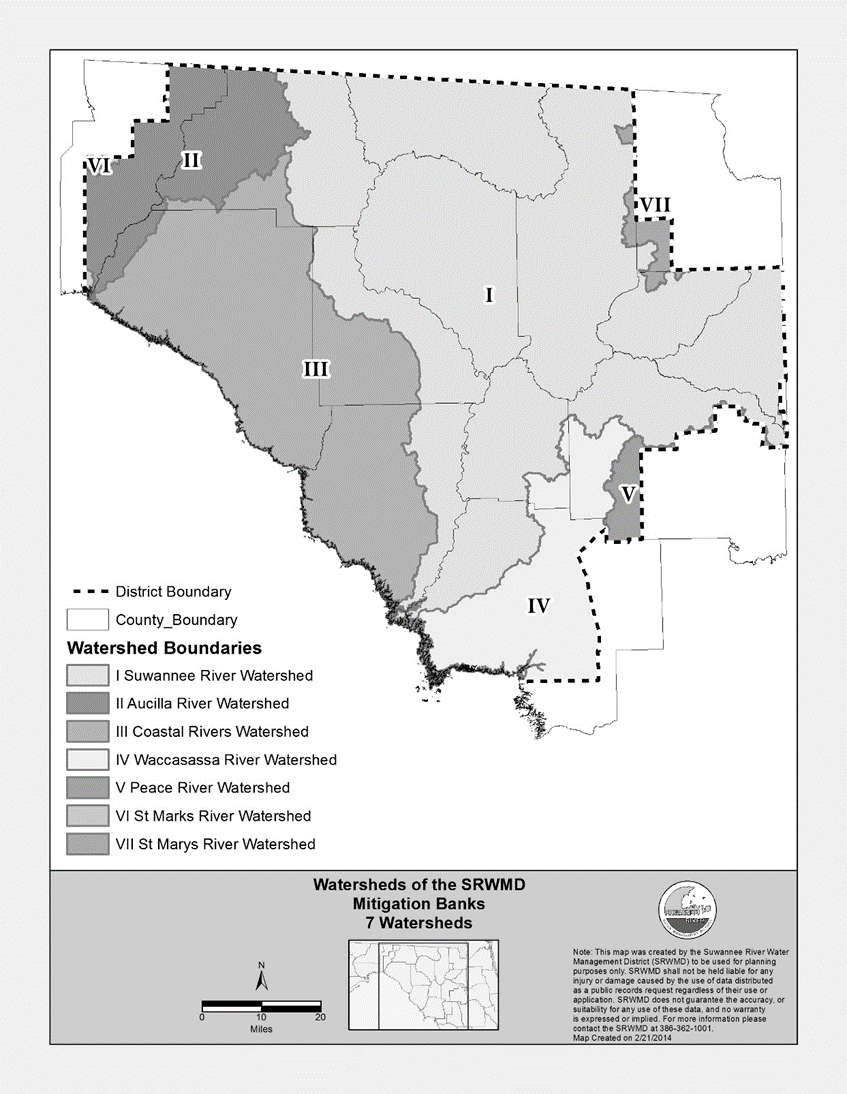 VI
II
VII
I
III
V
IV
District Boundary
County_Boundary
Watershed Boundaries
I Suwannee River Watershed
II Aucilla River Watershed
III Coastal Rivers Watershed
IV Waccasassa River Watershed
V Peace River Watershed
VI St Marks River Watershed
VII St Marys River Watershed
Watersheds of the SRWMD
Mitigation Banks
7 Watersheds
N
0 10 20
Miles
RIVER
Note: This map was created by the Suwannee River Water
Management District (SRWMD) to be used for planning
purposes only. SRWMD shall not be held liable for any
injury or damage caused by the use of data distributed
as a public records request regardless of their use or
application. SRWMD does not guarantee the accuracy, or
suitability for any use of these data, and no warranty
is expressed or implied. For more information please
contact the SRWMD at 386-362-1001.
Map Created on 2/21/2014